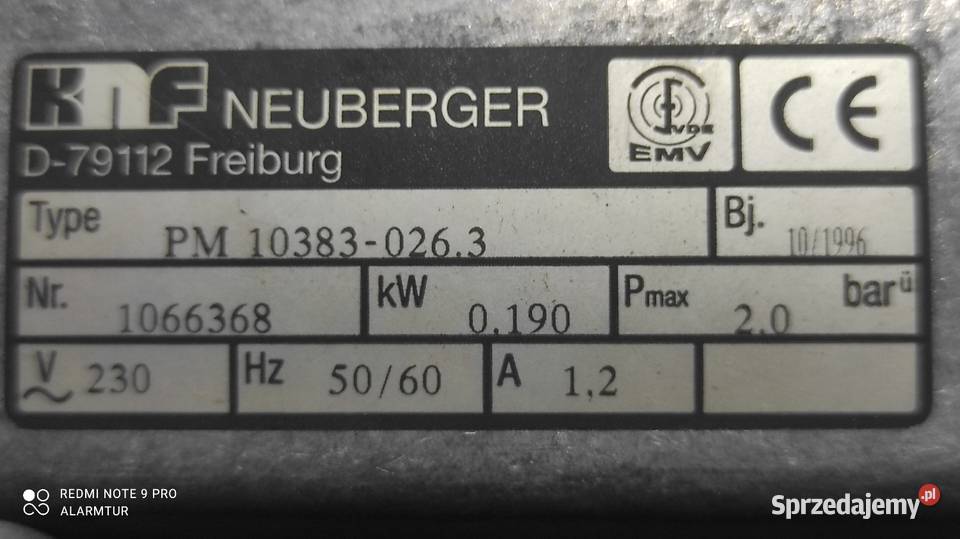 KNF NEUBERGER
D-79112 Freiburg
VDE
EMV
CE
Type PM 10383-026.3
Bj. 10/1996
Nr. 1066368
kW 0.190
Pmax 2.0 barü
V~ 230
Hz 50/60
A 1,2
REDMI NOTE 9 PRO
ALARMTUR
Sprzedajemy.pl